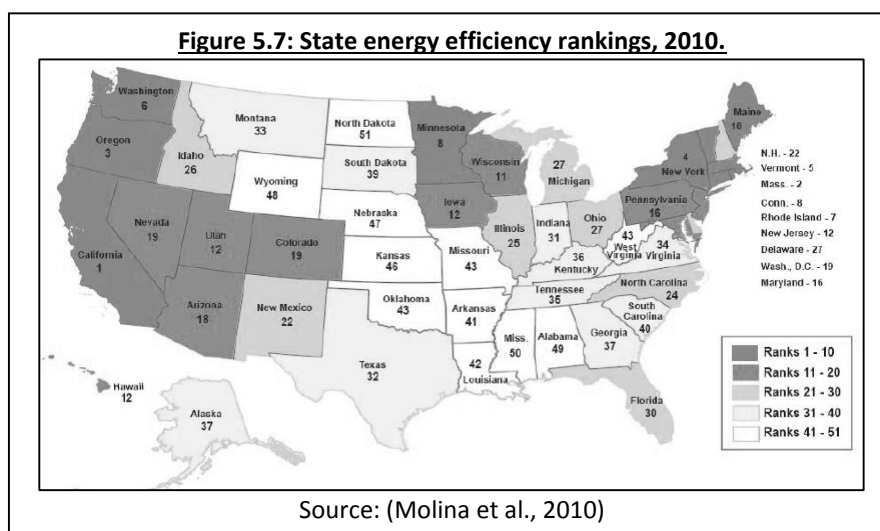 Figure 5.7: State energy efficiency rankings, 2010.
Washington
6
Oregon
3
California
1
Nevada
19
Idaho
26
Utah
12
Arizona
18
Montana
33
Wyoming
48
Colorado
19
New Mexico
22
North Dakota
51
South Dakota
39
Nebraska
47
Kansas
46
Oklahoma
43
Texas
32
Minnesota
8
Iowa
12
Missouri
43
Arkansas
41
42
Louisiana
Wisconsin
11
Illinois
25
27
Michigan
Indiana
31
Ohio
27
36
Kentucky
Tennessee
35
Miss.
50
Alabama
49
Georgia
37
Florida
30
South
Carolina
40
North Carolina
24
43
West
Virginia
34
Virginia
Pennsylvania
16
4
New York
Maine
10
Hawaii
12
Alaska
37
N.H. - 22
Vermont - 5
Mass. - 2
Conn. - 8
Rhode Island - 7
New Jersey - 12
Delaware - 27
Wash., D.C. - 19
Maryland - 16
Ranks 1 - 10
Ranks 11 - 20
Ranks 21 - 30
Ranks 31 - 40
Ranks 41 - 51
Source: (Molina et al., 2010)